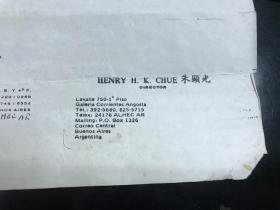 HENRY H. K. CHUE 朱顯光
DIRECTOR
Lavalle 750-1° Piso
Galeria Corrientes Angosta
Tel.: 392-5680, 825-5715
Telex: 24176 ALHEC AR
Mailing: P.O. Box 1326
Correo Central
Buenos Aires
Argentina